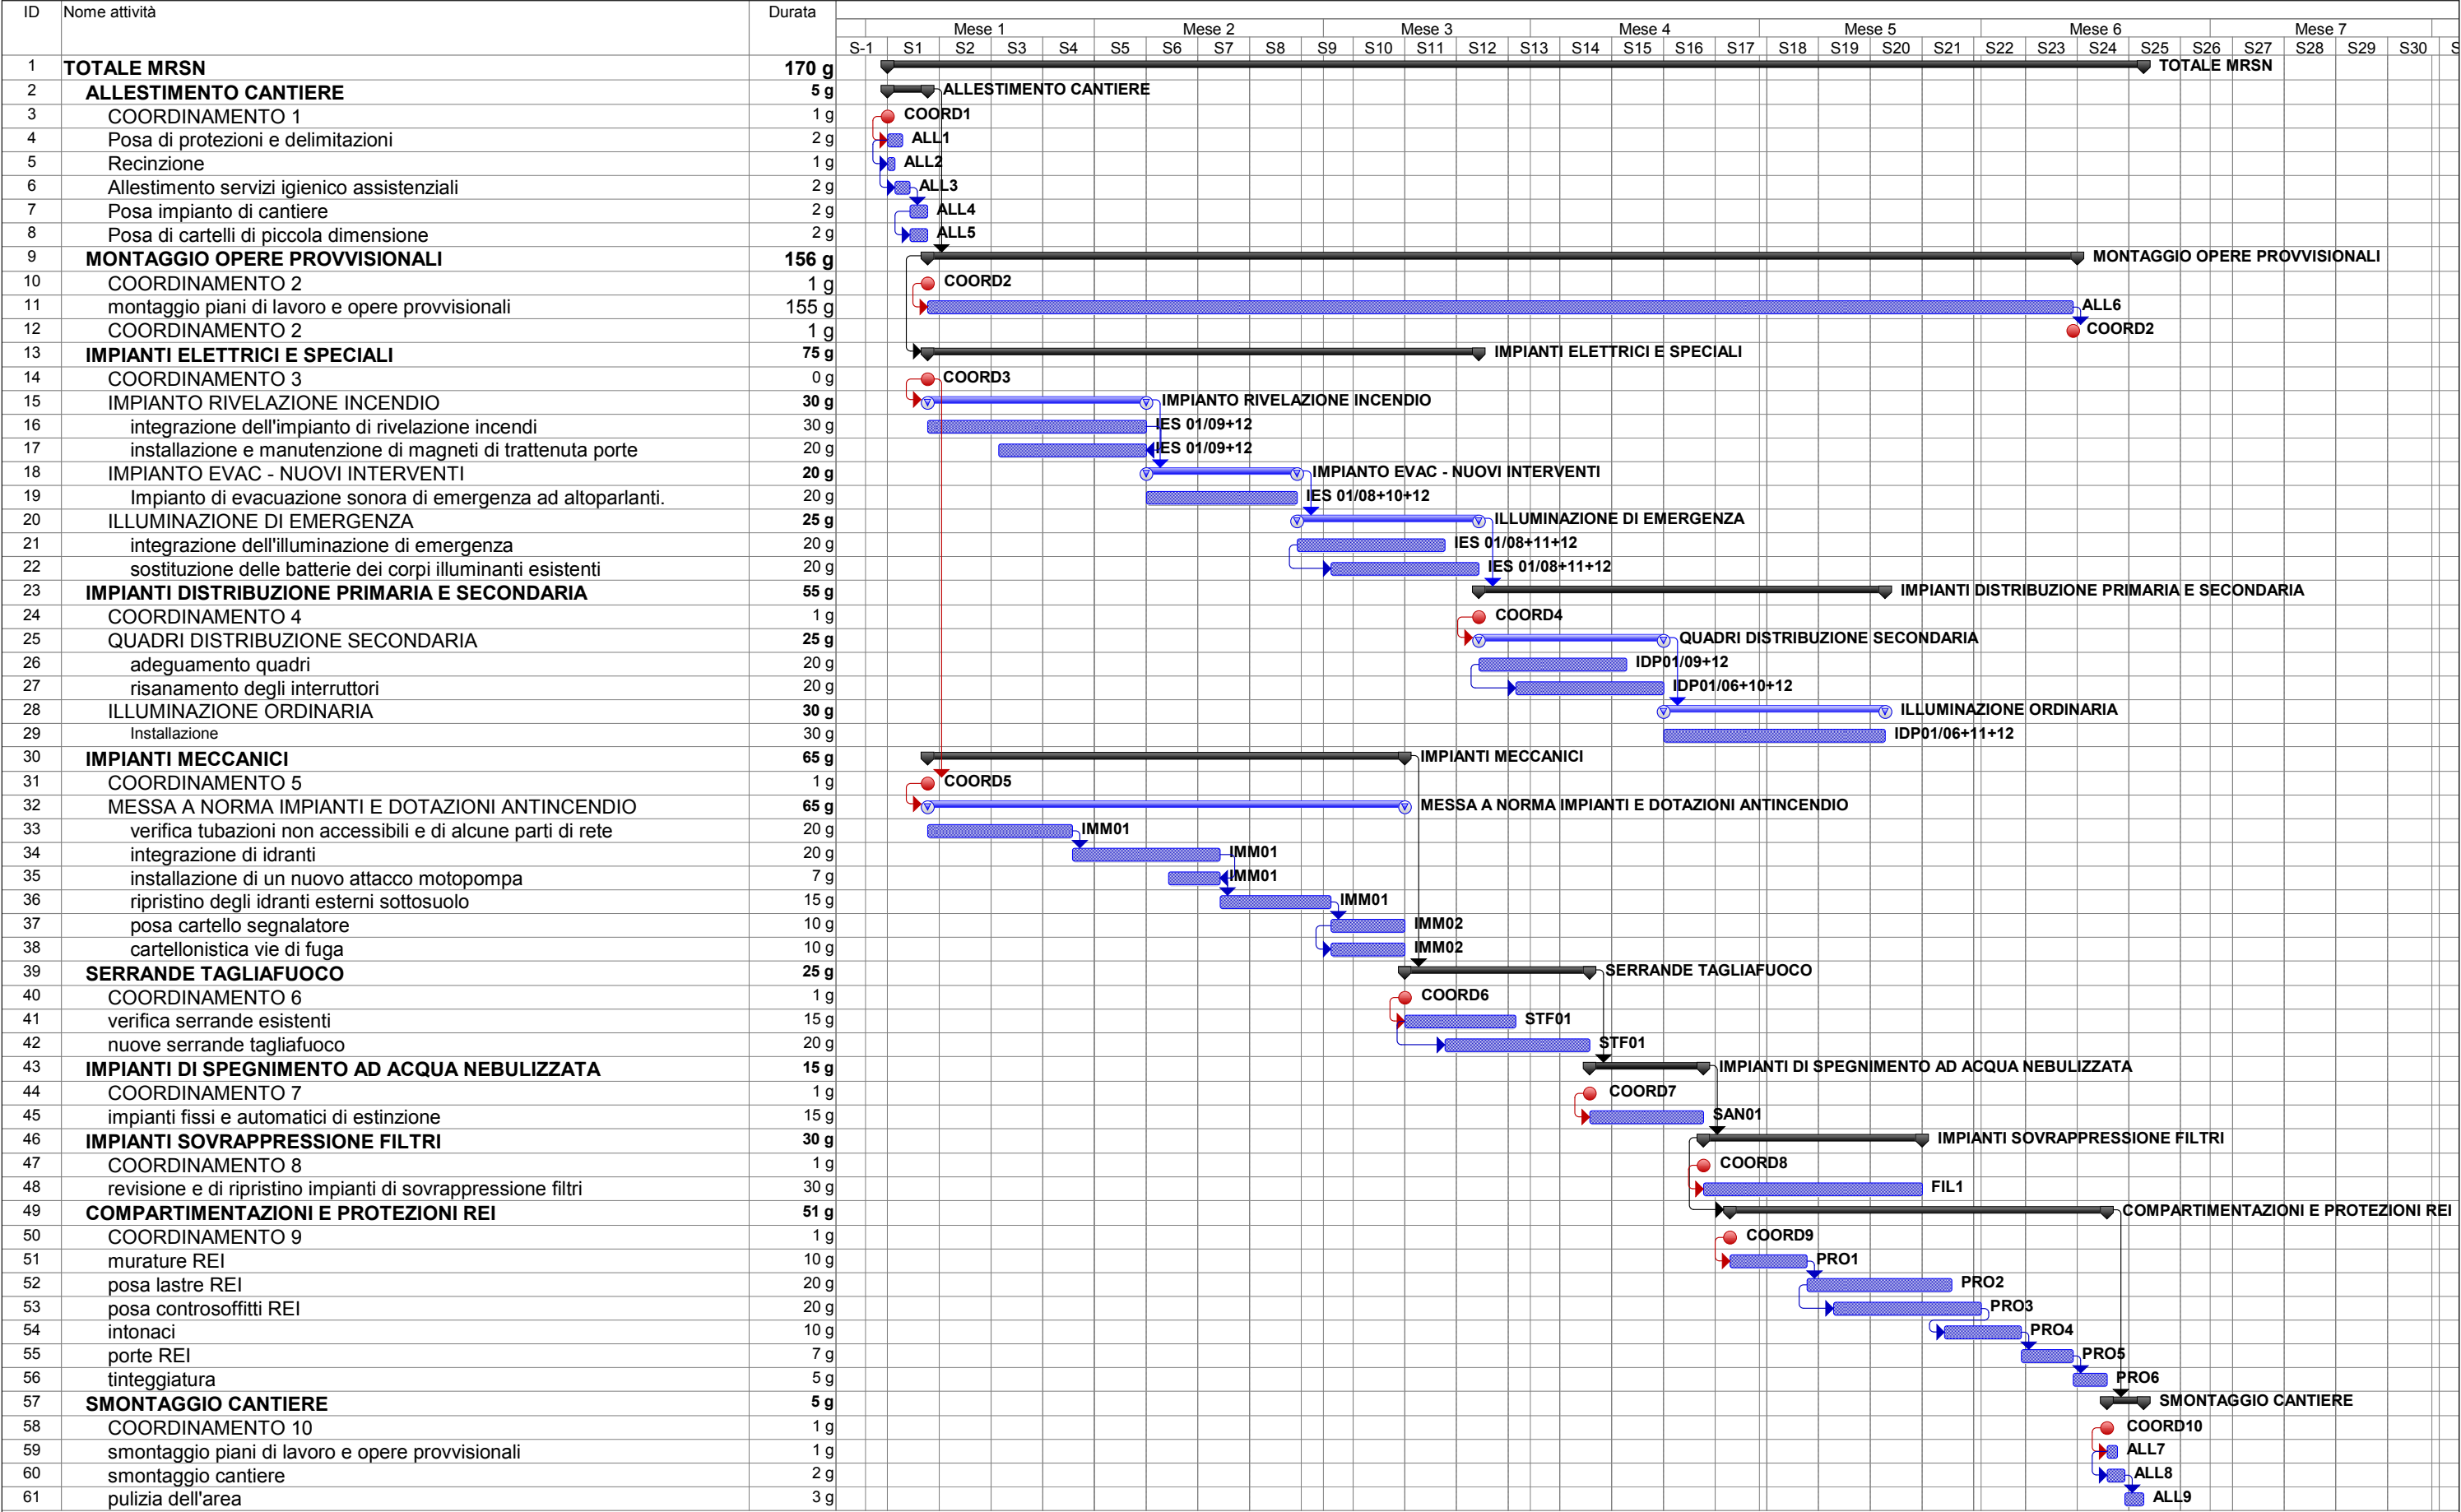 ID Nome attività Durata
Mese 1 Mese 2 Mese 3 Mese 4 Mese 5 Mese 6 Mese 7
S-1 S1 S2 S3 S4 S5 S6 S7 S8 S9 S10 S11 S12 S13 S14 S15 S16 S17 S18 S19 S20 S21 S22 S23 S24 S25 S26 S27 S28 S29 S30 S
1 TOTALE MRSN 170 g TOTALE MRSN
2 ALLESTIMENTO CANTIERE 5 g ALLESTIMENTO CANTIERE
3 COORDINAMENTO 1 1 g COORD1
4 Posa di protezioni e delimitazioni 2 g ALL1
5 Recinzione 1 g ALL2
6 Allestimento servizi igienico assistenziali 2 g ALL3
7 Posa impianto di cantiere 2 g ALL4
8 Posa di cartelli di piccola dimensione 2 g ALL5
9 MONTAGGIO OPERE PROVVISIONALI 156 g MONTAGGIO OPERE PROVVISIONALI
10 COORDINAMENTO 2 1 g COORD2
11 montaggio piani di lavoro e opere provvisionali 155 g ALL6
12 COORDINAMENTO 2 1 g COORD2
13 IMPIANTI ELETTRICI E SPECIALI 75 g IMPIANTI ELETTRICI E SPECIALI
14 COORDINAMENTO 3 0 g COORD3
15 IMPIANTO RIVELAZIONE INCENDIO 30 g IMPIANTO RIVELAZIONE INCENDIO
16 integrazione dell'impianto di rivelazione incendi 30 g IES 01/09+12
17 installazione e manutenzione di magneti di trattenuta porte 20 g IES 01/09+12
18 IMPIANTO EVAC - NUOVI INTERVENTI 20 g IMPIANTO EVAC - NUOVI INTERVENTI
19 Impianto di evacuazione sonora di emergenza ad altoparlanti. 20 g IES 01/08+10+12
20 ILLUMINAZIONE DI EMERGENZA 25 g ILLUMINAZIONE DI EMERGENZA
21 integrazione dell'illuminazione di emergenza 20 g IES 01/08+11+12
22 sostituzione delle batterie dei corpi illuminanti esistenti 20 g IES 01/08+11+12
23 IMPIANTI DISTRIBUZIONE PRIMARIA E SECONDARIA 55 g IMPIANTI DISTRIBUZIONE PRIMARIA E SECONDARIA
24 COORDINAMENTO 4 1 g COORD4
25 QUADRI DISTRIBUZIONE SECONDARIA 25 g QUADRI DISTRIBUZIONE SECONDARIA
26 adeguamento quadri 20 g IDP01/09+12
27 risanamento degli interruttori 20 g IDP01/06+10+12
28 ILLUMINAZIONE ORDINARIA 30 g ILLUMINAZIONE ORDINARIA
29 Installazione 30 g IDP01/06+11+12
30 IMPIANTI MECCANICI 65 g IMPIANTI MECCANICI
31 COORDINAMENTO 5 1 g COORD5
32 MESSA A NORMA IMPIANTI E DOTAZIONI ANTINCENDIO 65 g MESSA A NORMA IMPIANTI E DOTAZIONI ANTINCENDIO
33 verifica tubazioni non accessibili e di alcune parti di rete 20 g IMM01
34 integrazione di idranti 20 g IMM01
35 installazione di un nuovo attacco motopompa 7 g IMM01
36 ripristino degli idranti esterni sottosuolo 15 g IMM01
37 posa cartello segnalatore 10 g IMM02
38 cartellonistica vie di fuga 10 g IMM02
39 SERRANDE TAGLIAFUOCO 25 g SERRANDE TAGLIAFUOCO
40 COORDINAMENTO 6 1 g COORD6
41 verifica serrande esistenti 15 g STF01
42 nuove serrande tagliafuoco 20 g STF01
43 IMPIANTI DI SPEGNIMENTO AD ACQUA NEBULIZZATA 15 g IMPIANTI DI SPEGNIMENTO AD ACQUA NEBULIZZATA
44 COORDINAMENTO 7 1 g COORD7
45 impianti fissi e automatici di estinzione 15 g SAN01
46 IMPIANTI SOVRAPPRESSIONE FILTRI 30 g IMPIANTI SOVRAPPRESSIONE FILTRI
47 COORDINAMENTO 8 1 g COORD8
48 revisione e di ripristino impianti di sovrappressione filtri 30 g FIL1
49 COMPARTIMENTAZIONI E PROTEZIONI REI 51 g COMPARTIMENTAZIONI E PROTEZIONI REI
50 COORDINAMENTO 9 1 g COORD9
51 murature REI 10 g PRO1
52 posa lastre REI 20 g PRO2
53 posa controsoffitti REI 20 g PRO3
54 intonaci 10 g PRO4
55 porte REI 7 g PRO5
56 tinteggiatura 5 g PRO6
57 SMONTAGGIO CANTIERE 5 g SMONTAGGIO CANTIERE
58 COORDINAMENTO 10 1 g COORD10
59 smontaggio piani di lavoro e opere provvisionali 1 g ALL7
60 smontaggio cantiere 2 g ALL8
61 pulizia dell'area 3 g ALL9